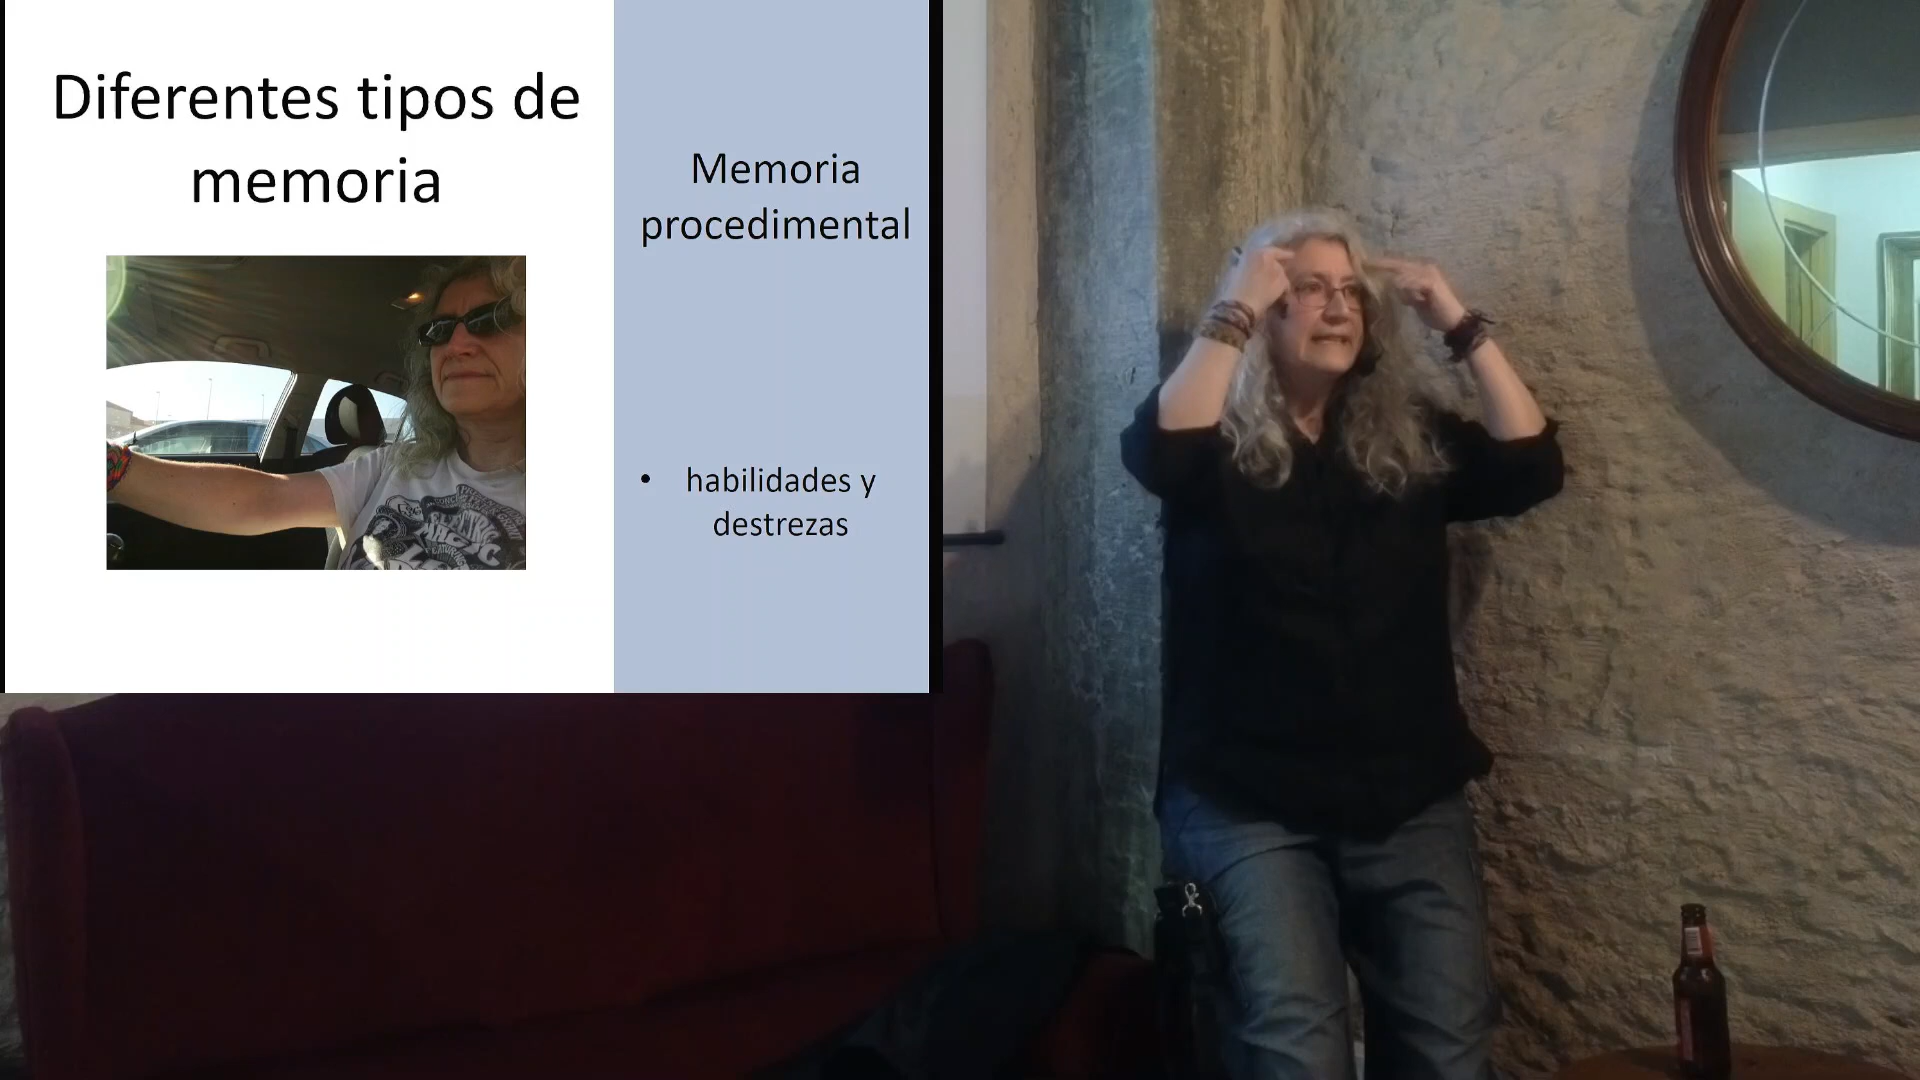 Diferentes tipos de
memoria
Memoria
procedimental
• habilidades y
destrezas